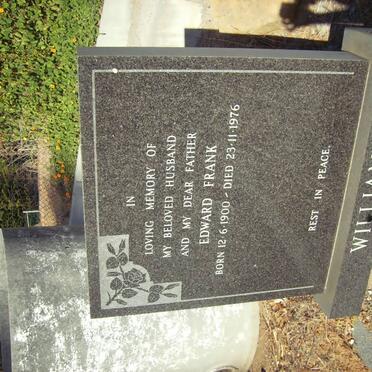 IN
LOVING MEMORY OF
MY BELOVED HUSBAND
AND MY DEAR FATHER
EDWARD FRANK
BORN 12·6·1900 - DIED 23·11·1976
REST IN PEACE.